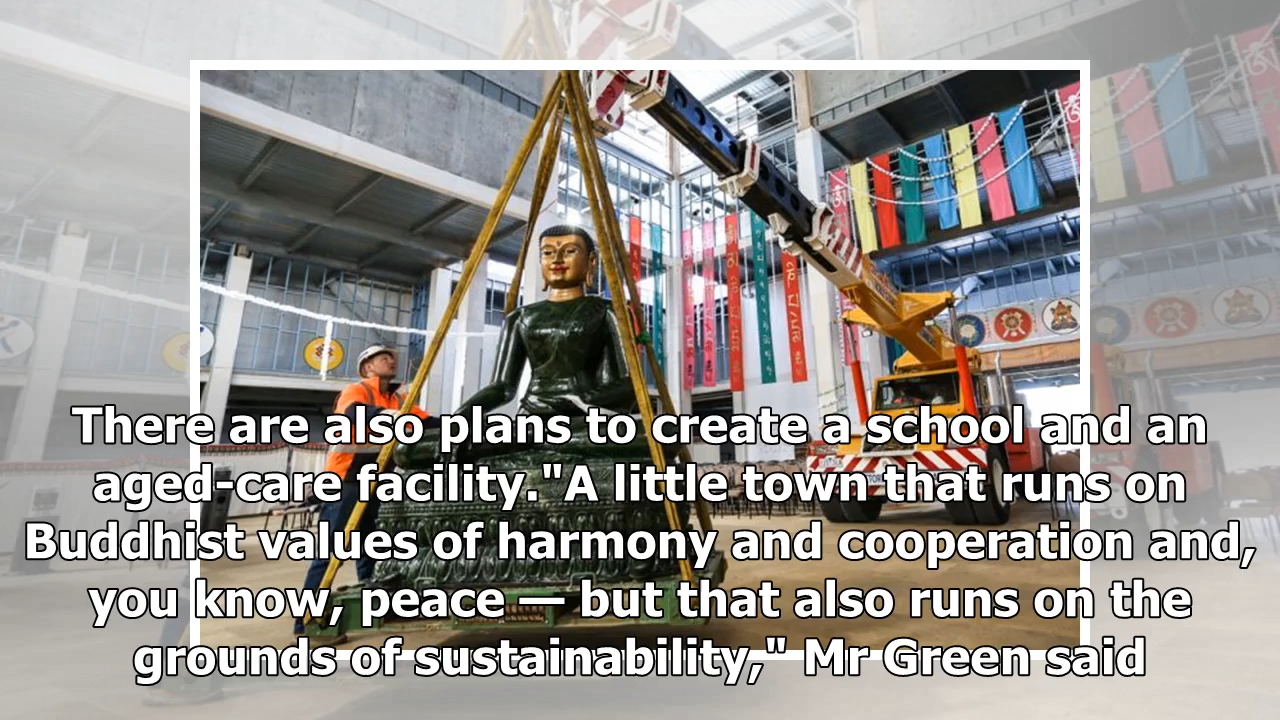 There are also plans to create a school and an
aged-care facility."A little town that runs on
Buddhist values of harmony and cooperation and,
you know, peace — but that also runs on the
grounds of sustainability," Mr Green said